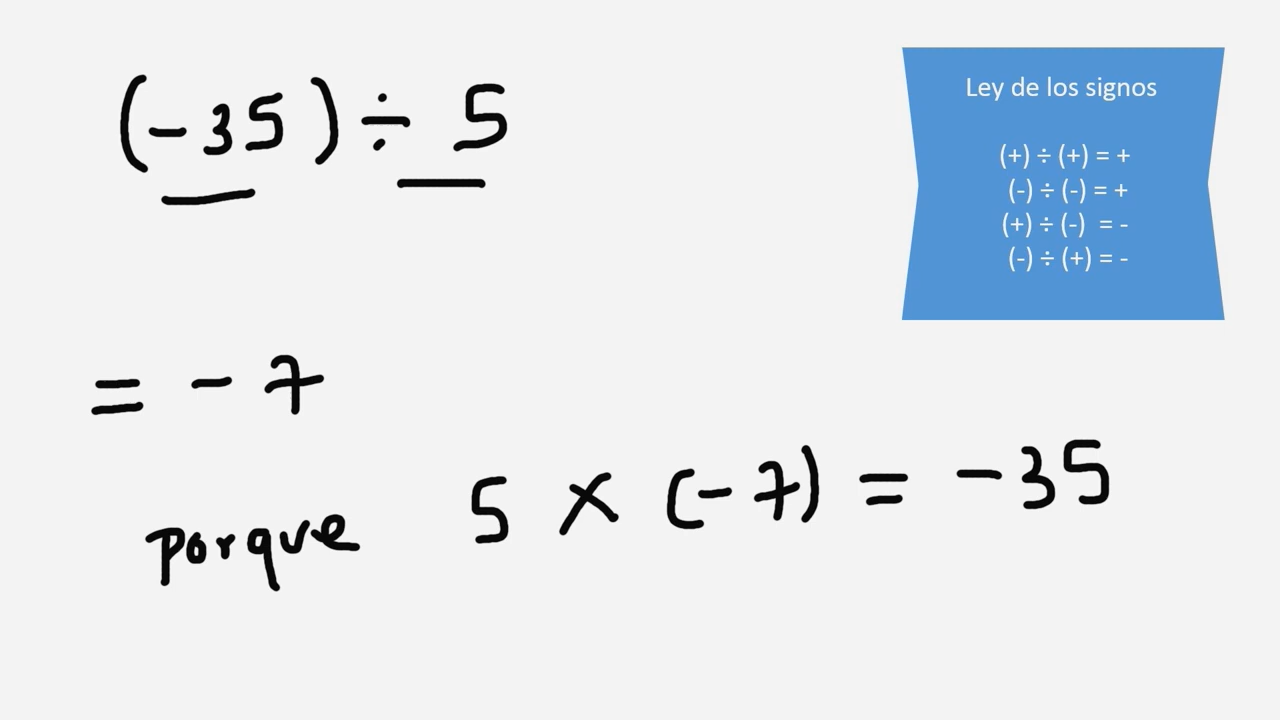 (-35) ÷ 5
Ley de los signos
(+) ÷ (+) = +
(-) ÷ (-) = +
(+) ÷ (-) = -
(-) ÷ (+) = -
= - 7
porque 5 × (-7) = -35